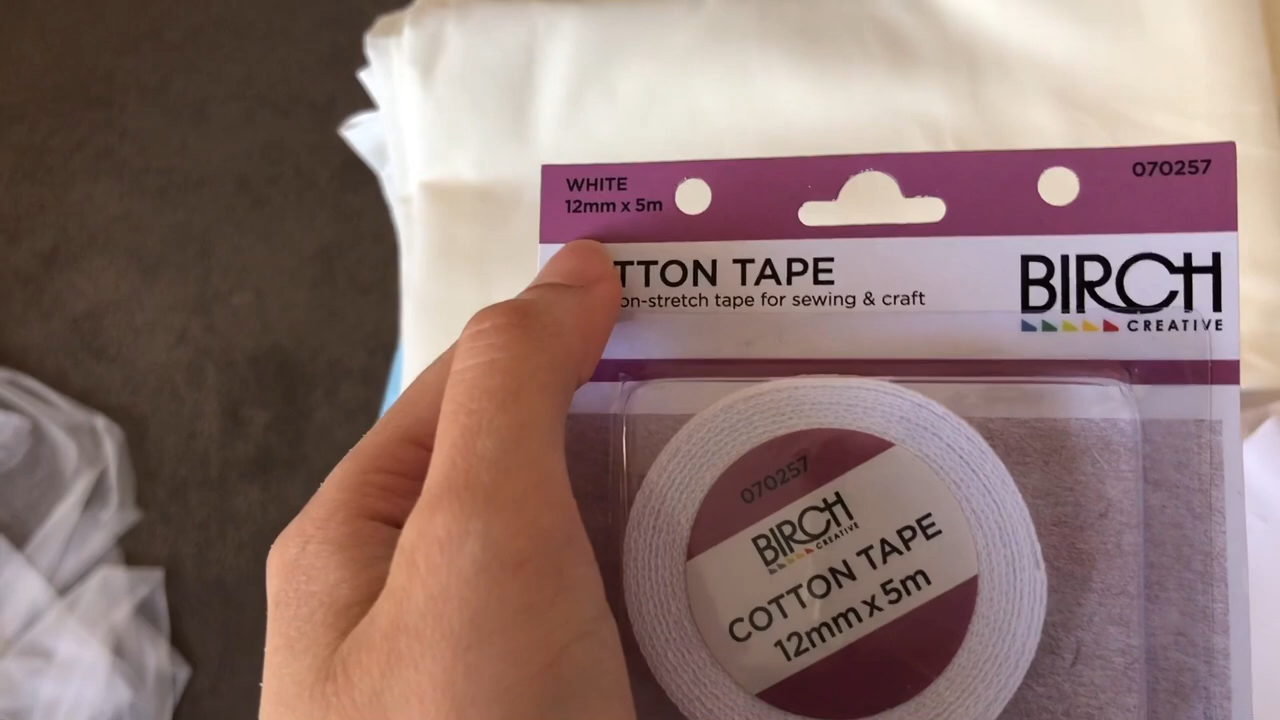 WHITE
12mm x 5m
070257
TTON TAPE
on-stretch tape for sewing & craft
BIRCH
CREATIVE
070257
BIRCH
CREATIVE
COTTON TAPE
12mm x 5m